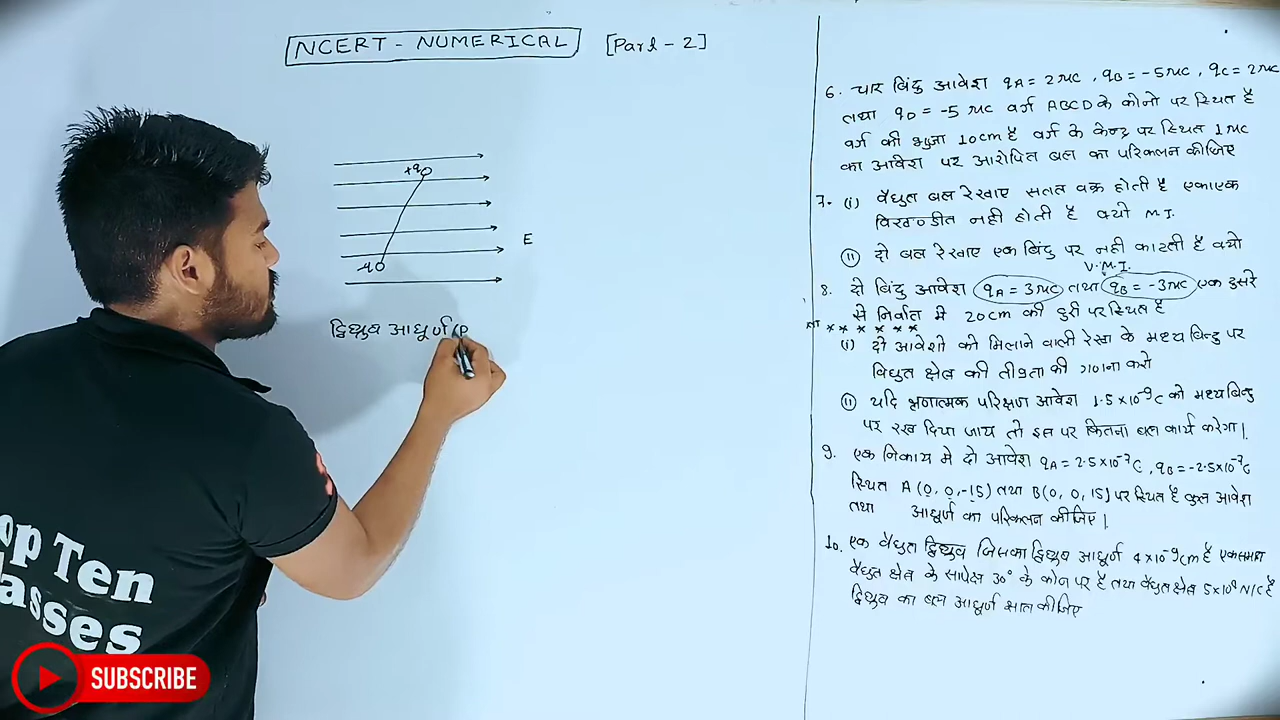 NCERT - NUMERICAL [Part - 2]
+q
-q
E
द्विध्रुव आघूर्ण (P
6. चार बिंदु आवेश qA = 2μC, qB = -5μC, qC = 2μC
तथा qD = -5 μC वर्ग ABCD के कोनो पर स्थित है
वर्ग की भुजा 10cm है वर्ग के केन्द्र पर स्थित 1μC
का आवेश पर आरोपित बल का परिकलन कीजिए
7. (i) वैधुत बल रेखाए सतत वक्र होती है एकाएक
विखण्डीत नही होती है क्यो M.I.
(ii) दो बल रेखाए एक बिंदु पर नही काटती है क्यो
V.M.I.
8. दो बिंदु आवेश qA = 3μC तथा qB = -3μC एक दुसरे
से निर्वात मे 20cm की दुरी पर स्थित है
* * * * * *
(i) दो आवेशो को मिलाने वाली रेखा के मध्य बिन्दु पर
विधुत क्षेत्र की तीव्रता की गणना करो
(ii) यदि ऋणात्मक परिक्षण आवेश 1.5×10⁻⁹C को मध्य बिन्दु
पर रख दिया जाय तो इस पर कितना बल कार्य करेगा।
9. एक निकाय मे दो आवेश qA = 2.5×10⁻⁷C, qB = -2.5×10⁻⁷C
स्थित A (0, 0, -15) तथा B(0, 0, 15) पर स्थित है कुल आवेश
तथा आघूर्ण का परिकलन कीजिए।
10. एक वैधुत द्विध्रुव जिसका द्विध्रुव आघूर्ण 4×10⁻⁹cm है एकसमान
वैधुत क्षेत्र के सापेक्ष 30° के कोन पर है तथा वैधुत क्षेत्र 5×10⁴ N/C है
द्विध्रुव का बल आघूर्ण ज्ञात कीजिए
Top Ten
Classes
SUBSCRIBE